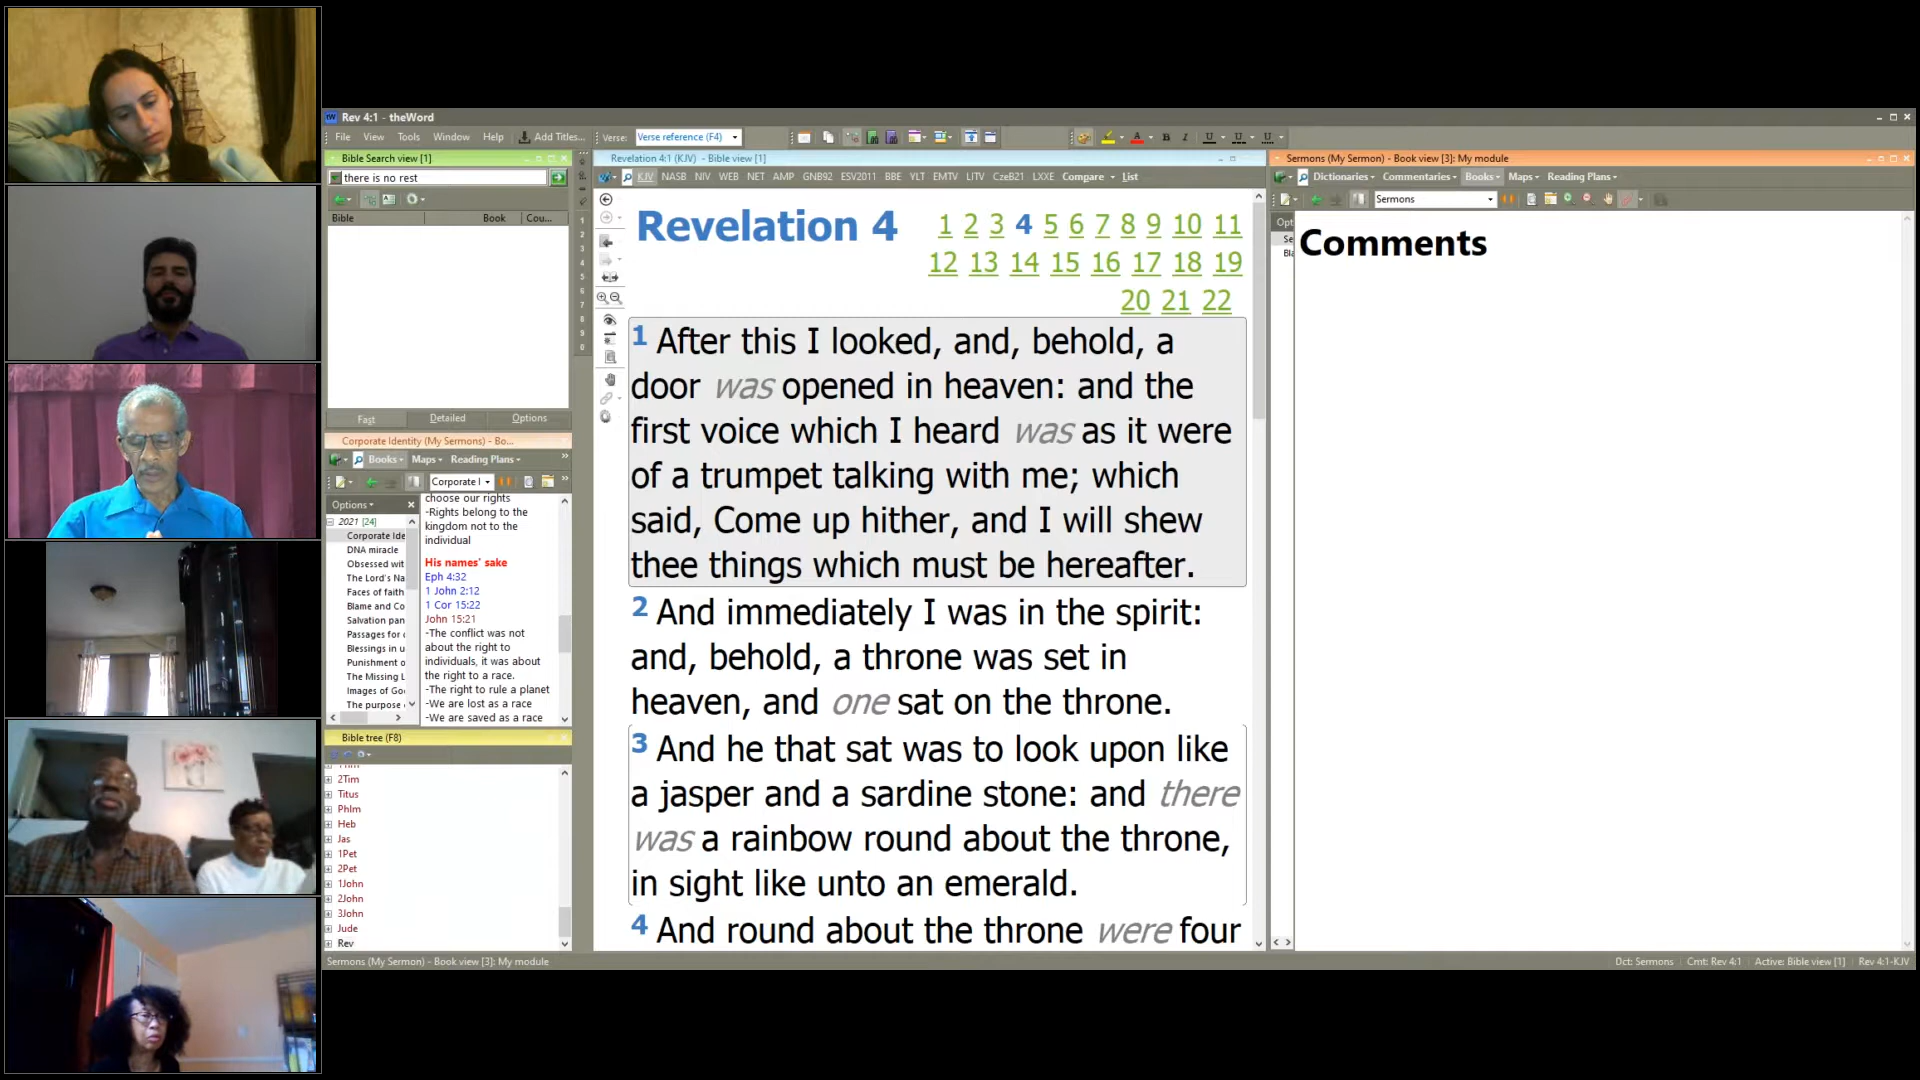 Rev 4:1 - theWord
File View Tools Window Help Add Titles... Verse: Verse reference (F4)
Bible Search view [1]
there is no rest
Bible Book Cou...
Fast Detailed Options
Corporate Identity (My Sermons) - Bo...
Books Maps Reading Plans
Corporate I
Options
2021 [24]
Corporate Ide
DNA miracle
Obsessed wit
The Lord's Na
Faces of faith
Blame and Co
Salvation pan
Passages for c
Blessings in u
Punishment o
The Missing L
Images of Go
The purpose
choose our rights
-Rights belong to the
kingdom not to the
individual
His names' sake
Eph 4:32
1 John 2:12
1 Cor 15:22
John 15:21
-The conflict was not
about the right to
individuals, it was about
the right to a race.
-The right to rule a planet
-We are lost as a race
-We are saved as a race
Bible tree (F8)
2Tim
Titus
Phlm
Heb
Jas
1Pet
2Pet
1John
2John
3John
Jude
Rev
Revelation 4:1 (KJV) - Bible view [1]
KJV NASB NIV WEB NET AMP GNB92 ESV2011 BBE YLT EMTV LITV CzeB21 LXXE Compare List
Revelation 4
1 2 3 4 5 6 7 8 9 10 11
12 13 14 15 16 17 18 19
20 21 22
1 After this I looked, and, behold, a
door was opened in heaven: and the
first voice which I heard was as it were
of a trumpet talking with me; which
said, Come up hither, and I will shew
thee things which must be hereafter.
2 And immediately I was in the spirit:
and, behold, a throne was set in
heaven, and one sat on the throne.
3 And he that sat was to look upon like
a jasper and a sardine stone: and there
was a rainbow round about the throne,
in sight like unto an emerald.
4 And round about the throne were four
Sermons (My Sermon) - Book view [3]: My module
Dictionaries Commentaries Books Maps Reading Plans
Sermons
Opt
Se
Bla
Comments
Sermons (My Sermon) - Book view [3]: My module
Dct: Sermons Cmt: Rev 4:1 Active: Bible view [1] Rev 4:1-KJV